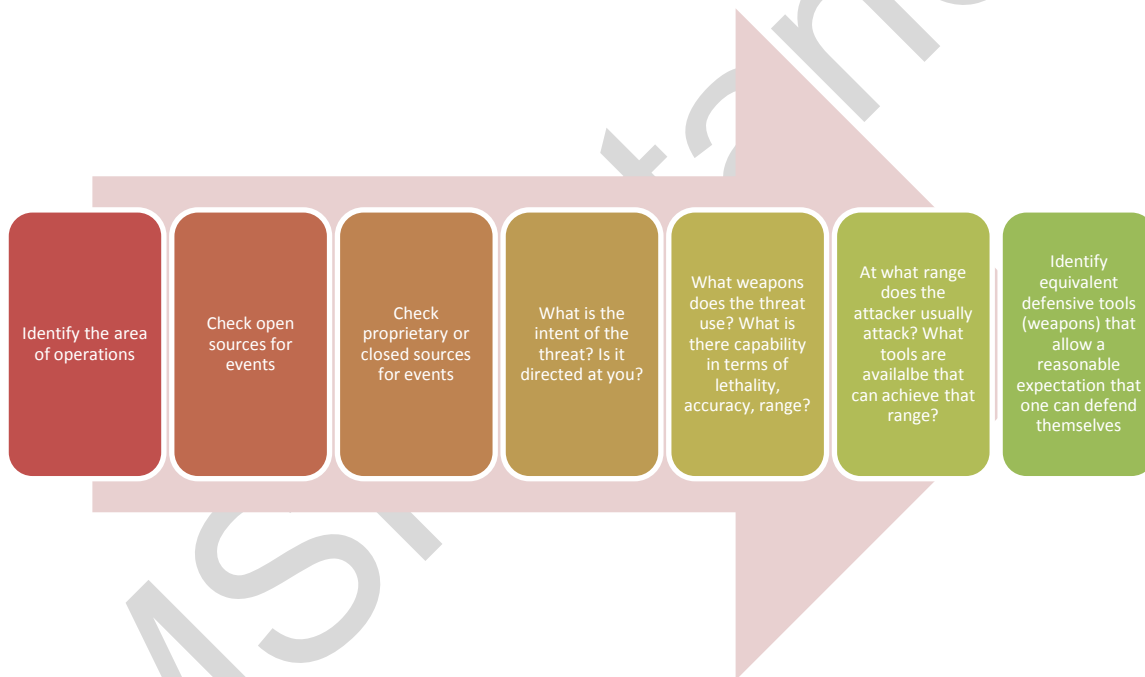 Identify the area
of operations
Check open
sources for
events
Check
proprietary or
closed sources
for events
What is the
intent of the
threat? Is it
directed at you?
What weapons
does the threat
use? What is
there capability
in terms of
lethality,
accuracy, range?
At what range
does the
attacker usually
attack? What
tools are
availalbe that
can achieve that
range?
Identify
equivalent
defensive tools
(weapons) that
allow a
reasonable
expectation that
one can defend
themselves